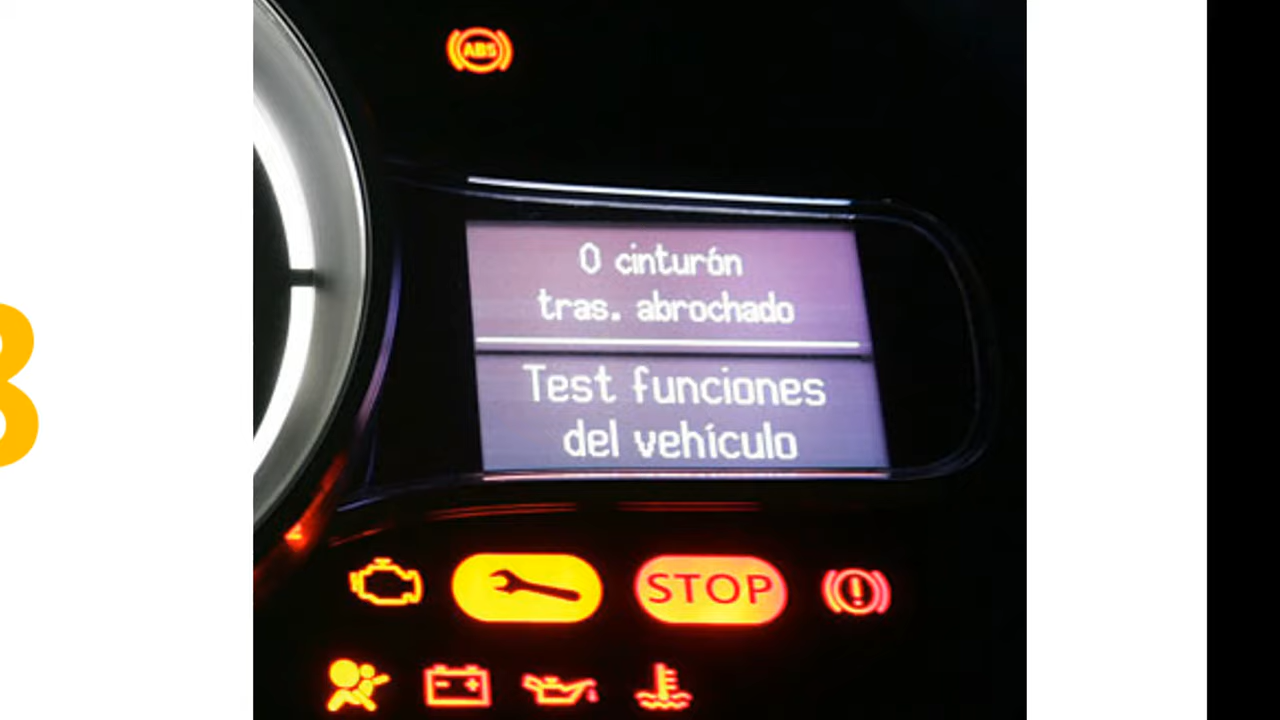 ABS
0 cinturón
tras. abrochado
Test funciones
del vehículo
STOP